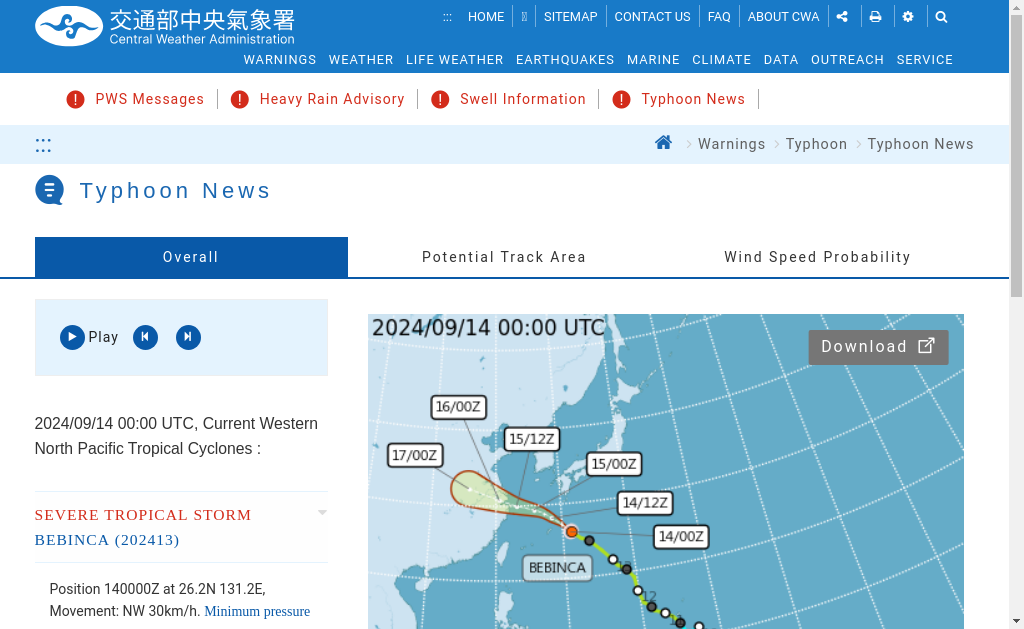 交通部中央氣象署
Central Weather Administration
::: HOME SITEMAP CONTACT US FAQ ABOUT CWA
WARNINGS WEATHER LIFE WEATHER EARTHQUAKES MARINE CLIMATE DATA OUTREACH SERVICE
PWS Messages Heavy Rain Advisory Swell Information Typhoon News
:::
Warnings Typhoon Typhoon News
Typhoon News
Overall Potential Track Area Wind Speed Probability
Play
2024/09/14 00:00 UTC, Current Western
North Pacific Tropical Cyclones :
SEVERE TROPICAL STORM
BEBINCA (202413)
Position 140000Z at 26.2N 131.2E,
Movement: NW 30km/h. Minimum pressure
2024/09/14 00:00 UTC
Download
16/00Z
15/12Z
17/00Z
15/00Z
14/12Z
14/00Z
BEBINCA
12